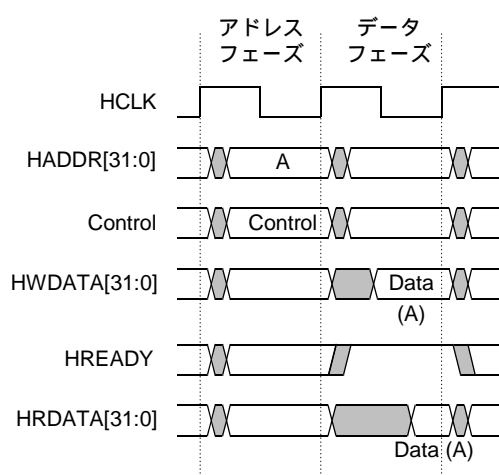 アドレス
フェーズ
データ
フェーズ
HCLK
HADDR[31:0]
A
Control
Control
HWDATA[31:0]
Data
(A)
HREADY
HRDATA[31:0]
Data (A)